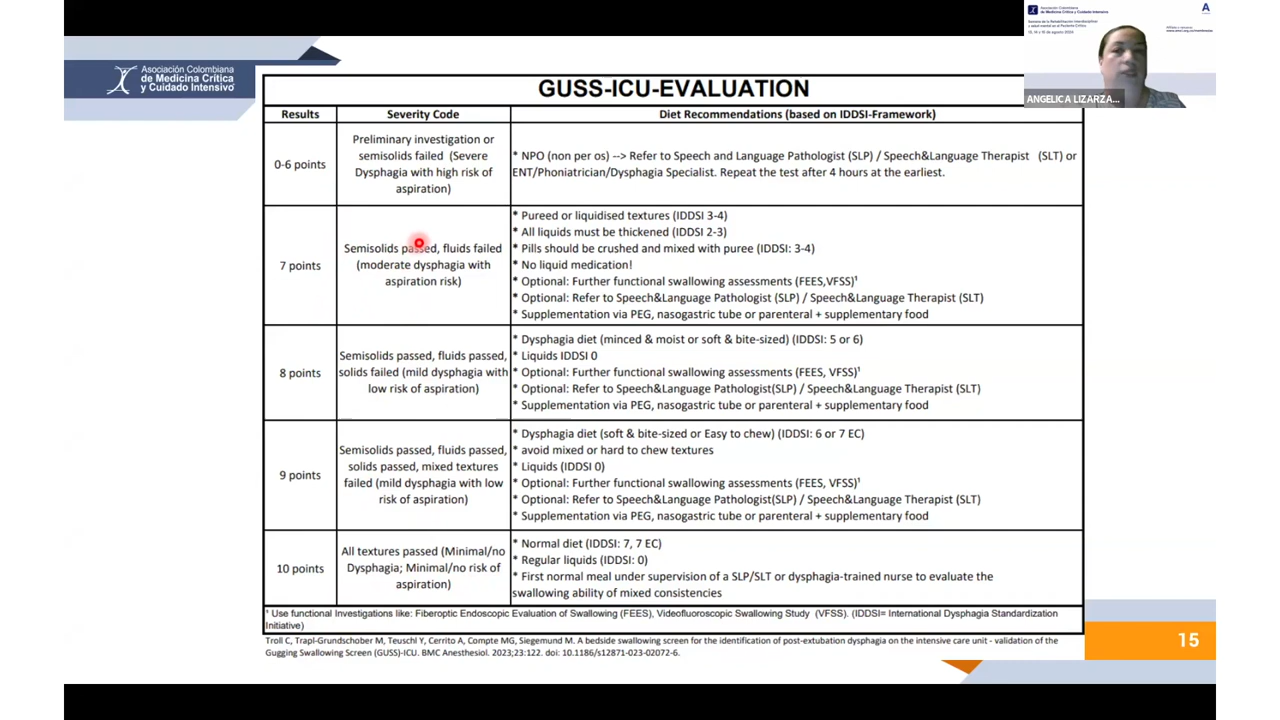 Asociación Colombiana
de Medicina Crítica
y Cuidado Intensivo
Asociación Colombiana
de Medicina Crítica y Cuidado Intensivo
A
ANGELICA LIZARZA...
GUSS-ICU-EVALUATION
Results Severity Code Diet Recommendations (based on IDDSI-Framework)
0-6 points
Preliminary investigation or
semisolids failed (Severe
Dysphagia with high risk of
aspiration)
* NPO (non per os) --> Refer to Speech and Language Pathologist (SLP) / Speech&Language Therapist (SLT) or
ENT/Phoniatrician/Dysphagia Specialist. Repeat the test after 4 hours at the earliest.
7 points
Semisolids passed, fluids failed
(moderate dysphagia with
aspiration risk)
* Pureed or liquidised textures (IDDSI 3-4)
* All liquids must be thickened (IDDSI 2-3)
* Pills should be crushed and mixed with puree (IDDSI: 3-4)
* No liquid medication!
* Optional: Further functional swallowing assessments (FEES,VFSS)¹
* Optional: Refer to Speech&Language Pathologist (SLP) / Speech&Language Therapist (SLT)
* Supplementation via PEG, nasogastric tube or parenteral + supplementary food
8 points
Semisolids passed, fluids passed,
solids failed (mild dysphagia with
low risk of aspiration)
* Dysphagia diet (minced & moist or soft & bite-sized) (IDDSI: 5 or 6)
* Liquids IDDSI 0
* Optional: Further functional swallowing assessments (FEES, VFSS)¹
* Optional: Refer to Speech&Language Pathologist(SLP) / Speech&Language Therapist (SLT)
* Supplementation via PEG, nasogastric tube or parenteral + supplementary food
9 points
Semisolids passed, fluids passed,
solids passed, mixed textures
failed (mild dysphagia with low
risk of aspiration)
* Dysphagia diet (soft & bite-sized or Easy to chew) (IDDSI: 6 or 7 EC)
* avoid mixed or hard to chew textures
* Liquids (IDDSI 0)
* Optional: Further functional swallowing assessments (FEES, VFSS)¹
* Optional: Refer to Speech&Language Pathologist(SLP) / Speech&Language Therapist (SLT)
* Supplementation via PEG, nasogastric tube or parenteral + supplementary food
10 points
All textures passed (Minimal/no
Dysphagia; Minimal/no risk of
aspiration)
* Normal diet (IDDSI: 7, 7 EC)
* Regular liquids (IDDSI: 0)
* First normal meal under supervision of a SLP/SLT or dysphagia-trained nurse to evaluate the
swallowing ability of mixed consistencies
¹ Use functional Investigations like: Fiberoptic Endoscopic Evaluation of Swallowing (FEES), Videofluoroscopic Swallowing Study (VFSS). (IDDSI= International Dysphagia Standardization
Initiative)
Troll C, Trapl-Grundschober M, Teuschl Y, Cerrito A, Compte MG, Siegemund M. A bedside swallowing screen for the identification of post-extubation dysphagia on the intensive care unit - validation of the
Gugging Swallowing Screen (GUSS)-ICU. BMC Anesthesiol. 2023;23:122. doi: 10.1186/s12871-023-02072-6.
15